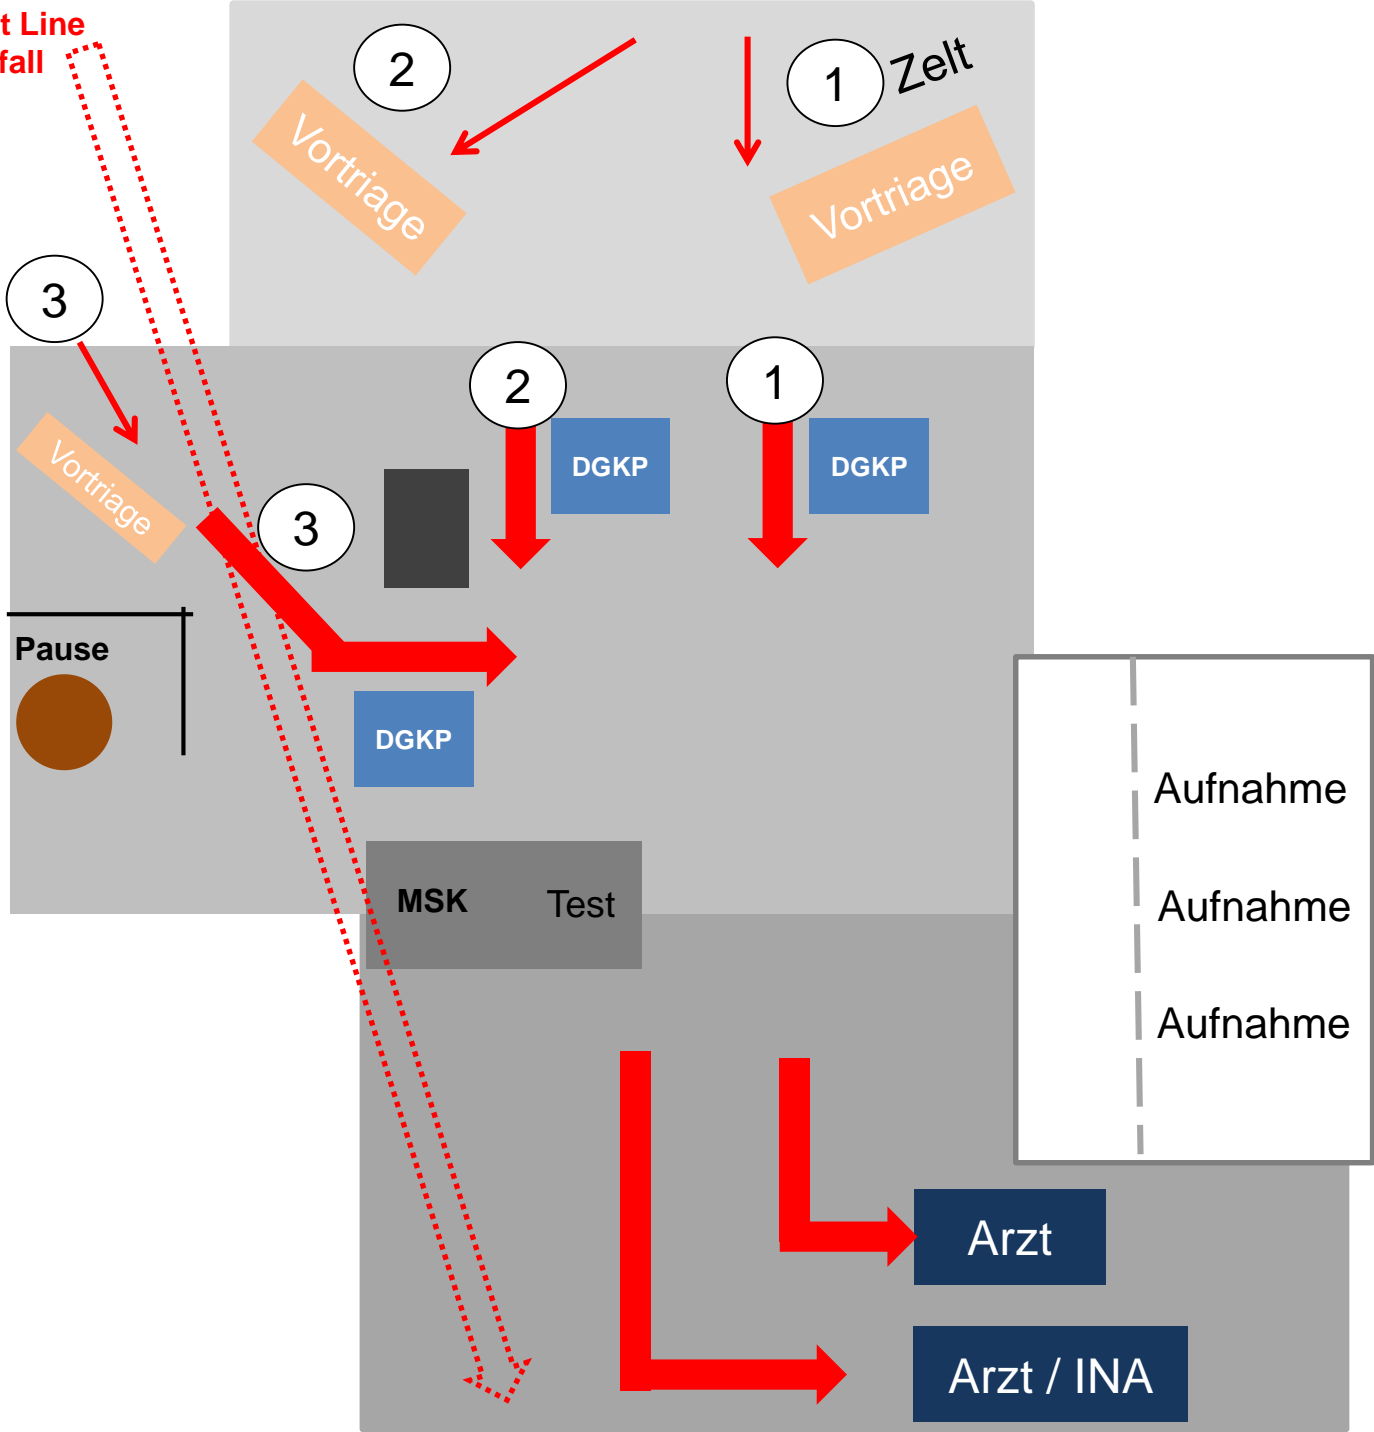 t Line
fall
2
1
Zelt
Vortriage
Vortriage
3
2
1
DGKP
DGKP
Vortriage
3
Pause
DGKP
Aufnahme
MSK
Test
Aufnahme
Aufnahme
Arzt
Arzt / INA